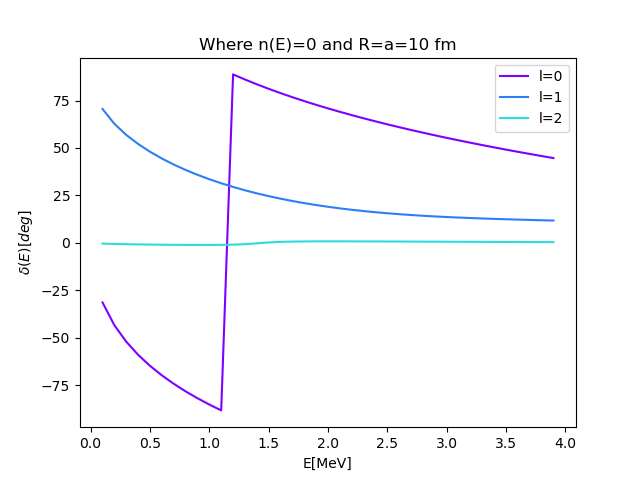 Where n(E)=0 and R=a=10 fm
δ(E)[deg]
75
50
25
0
−25
−50
−75
l=0
l=1
l=2
0.0 0.5 1.0 1.5 2.0 2.5 3.0 3.5 4.0
E[MeV]